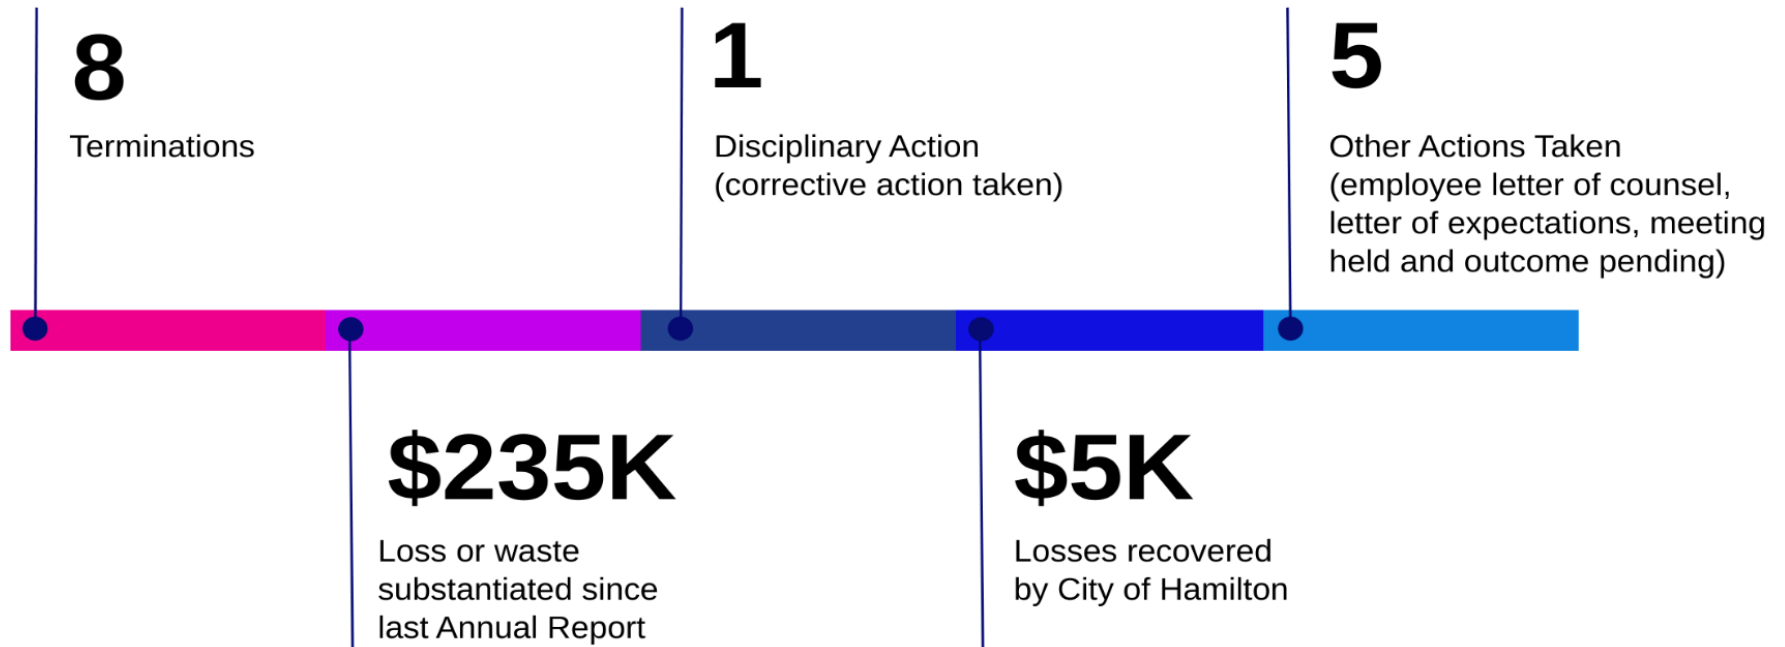 8
Terminations
1
Disciplinary Action
(corrective action taken)
5
Other Actions Taken
(employee letter of counsel,
letter of expectations, meeting
held and outcome pending)
$235K
Loss or waste
substantiated since
last Annual Report
$5K
Losses recovered
by City of Hamilton